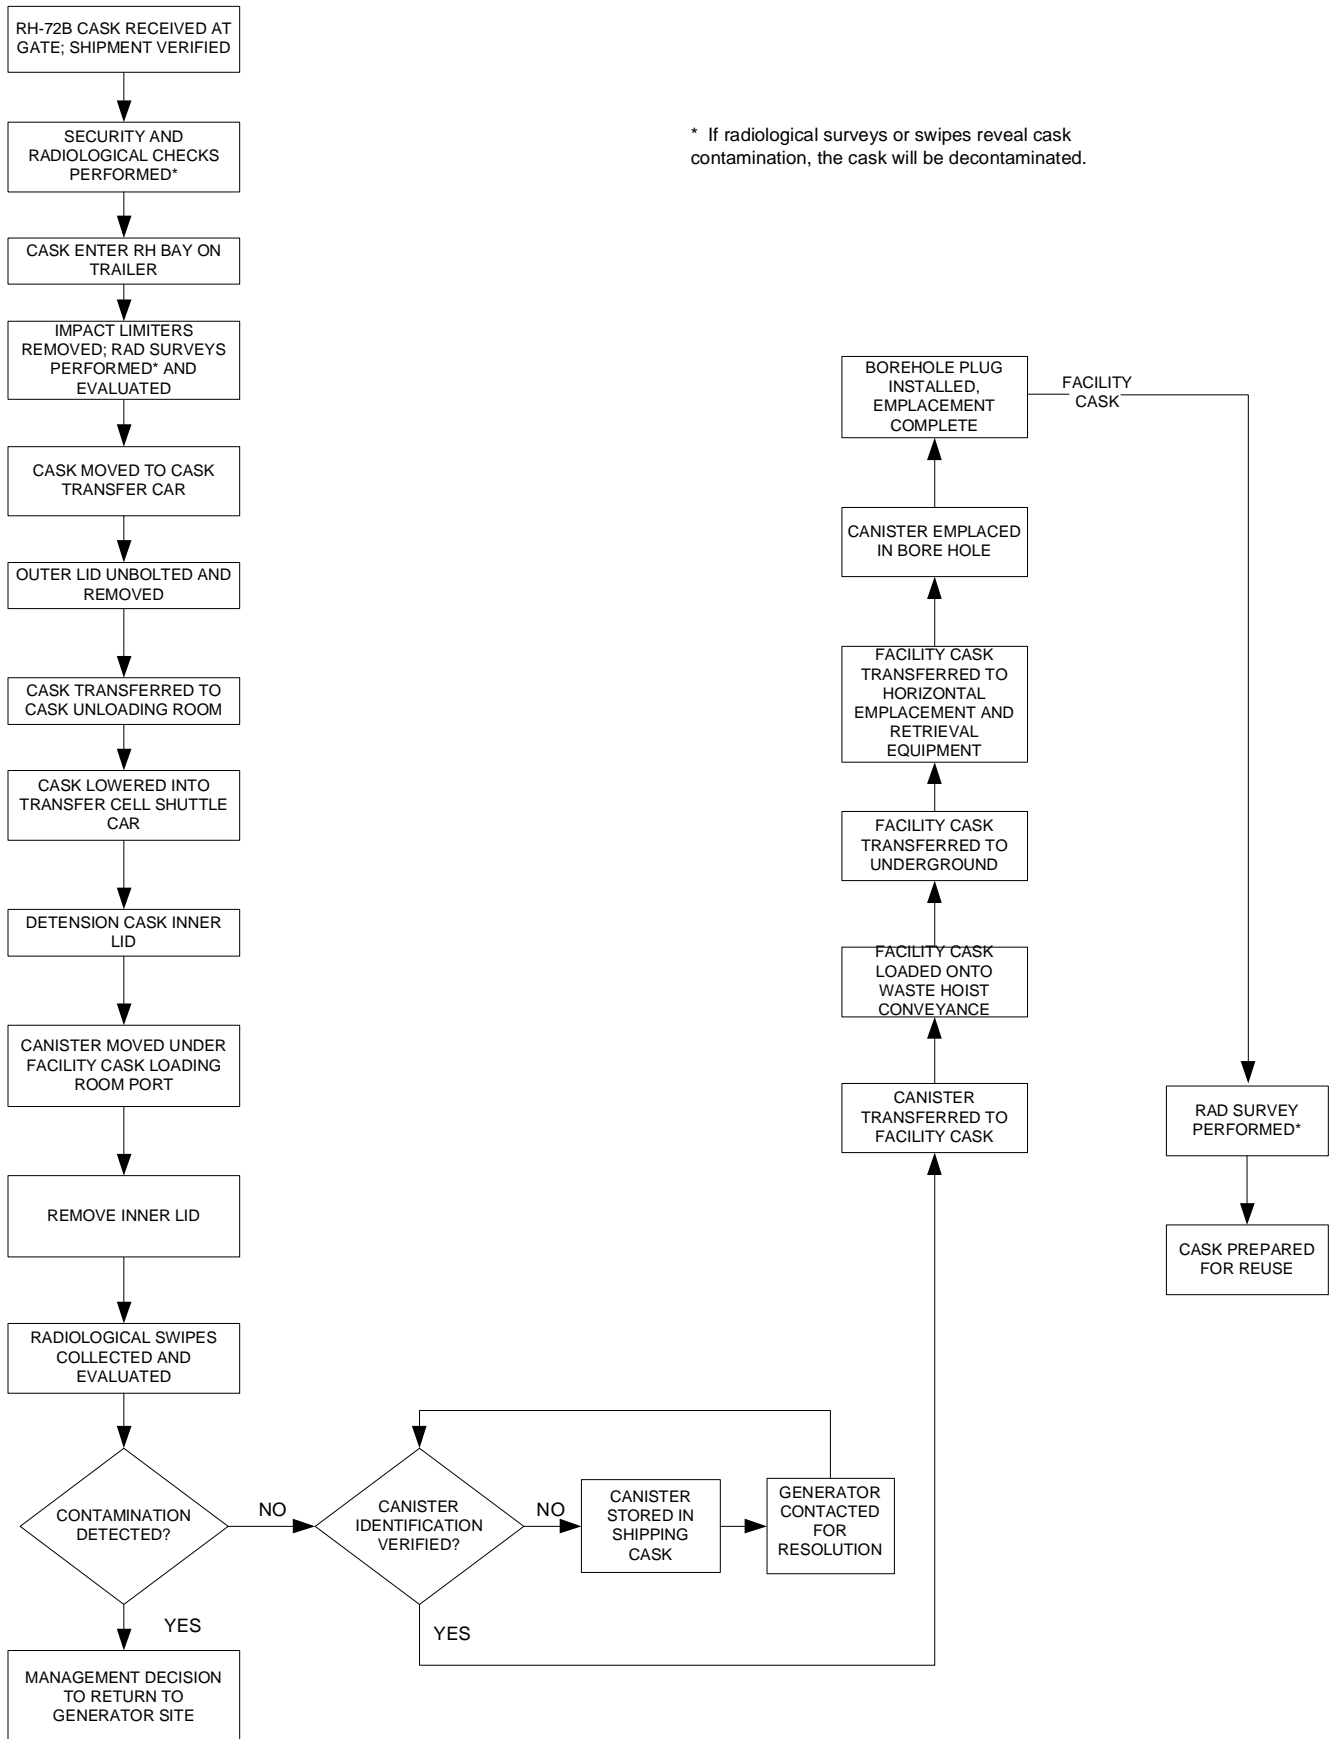 RH-72B CASK RECEIVED AT
GATE; SHIPMENT VERIFIED
SECURITY AND
RADIOLOGICAL CHECKS
PERFORMED*
* If radiological surveys or swipes reveal cask
contamination, the cask will be decontaminated.
CASK ENTER RH BAY ON
TRAILER
IMPACT LIMITERS
REMOVED; RAD SURVEYS
PERFORMED* AND
EVALUATED
CASK MOVED TO CASK
TRANSFER CAR
OUTER LID UNBOLTED AND
REMOVED
CASK TRANSFERRED TO
CASK UNLOADING ROOM
CASK LOWERED INTO
TRANSFER CELL SHUTTLE
CAR
DETENSION CASK INNER
LID
CANISTER MOVED UNDER
FACILITY CASK LOADING
ROOM PORT
REMOVE INNER LID
RADIOLOGICAL SWIPES
COLLECTED AND
EVALUATED
CONTAMINATION
DETECTED?
YES
MANAGEMENT DECISION
TO RETURN TO
GENERATOR SITE
NO
CANISTER
IDENTIFICATION
VERIFIED?
NO
CANISTER
STORED IN
SHIPPING
CASK
GENERATOR
CONTACTED
FOR
RESOLUTION
YES
CANISTER
TRANSFERRED TO
FACILITY CASK
FACILITY CASK
LOADED ONTO
WASTE HOIST
CONVEYANCE
FACILITY CASK
TRANSFERRED TO
UNDERGROUND
FACILITY CASK
TRANSFERRED TO
HORIZONTAL
EMPLACEMENT AND
RETRIEVAL
EQUIPMENT
CANISTER EMPLACED
IN BORE HOLE
BOREHOLE PLUG
INSTALLED,
EMPLACEMENT
COMPLETE
FACILITY
CASK
RAD SURVEY
PERFORMED*
CASK PREPARED
FOR REUSE